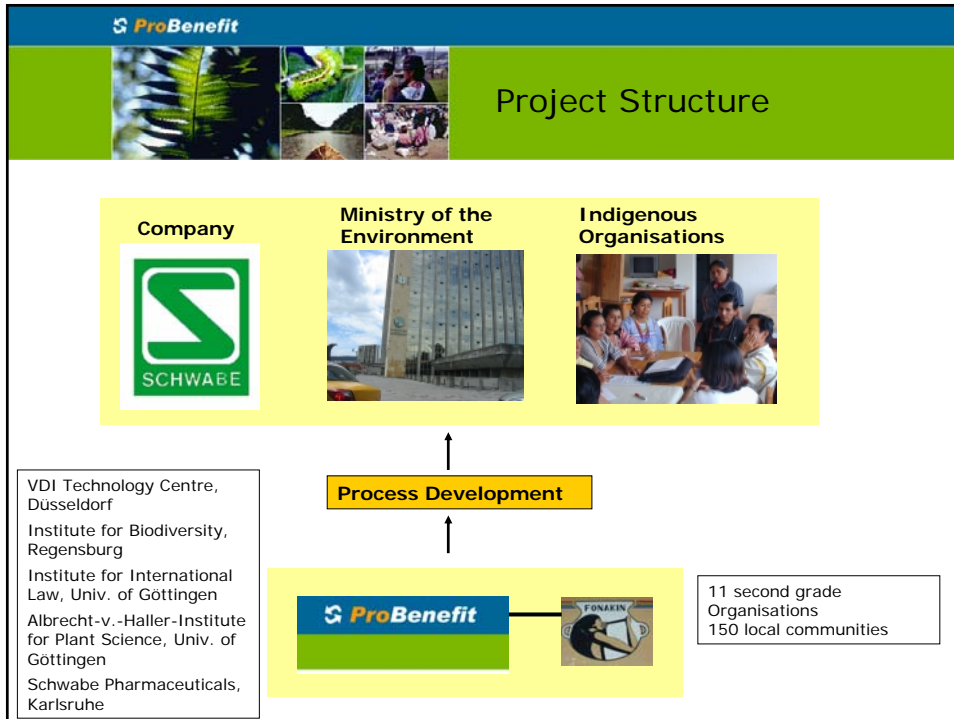 ProBenefit
Project Structure
Company
Ministry of the
Environment
Indigenous
Organisations
SCHWABE
Process Development
VDI Technology Centre,
Düsseldorf
Institute for Biodiversity,
Regensburg
Institute for International
Law, Univ. of Göttingen
Albrecht-v.-Haller-Institute
for Plant Science, Univ. of
Göttingen
Schwabe Pharmaceuticals,
Karlsruhe
ProBenefit
FONAKIN
11 second grade
Organisations
150 local communities